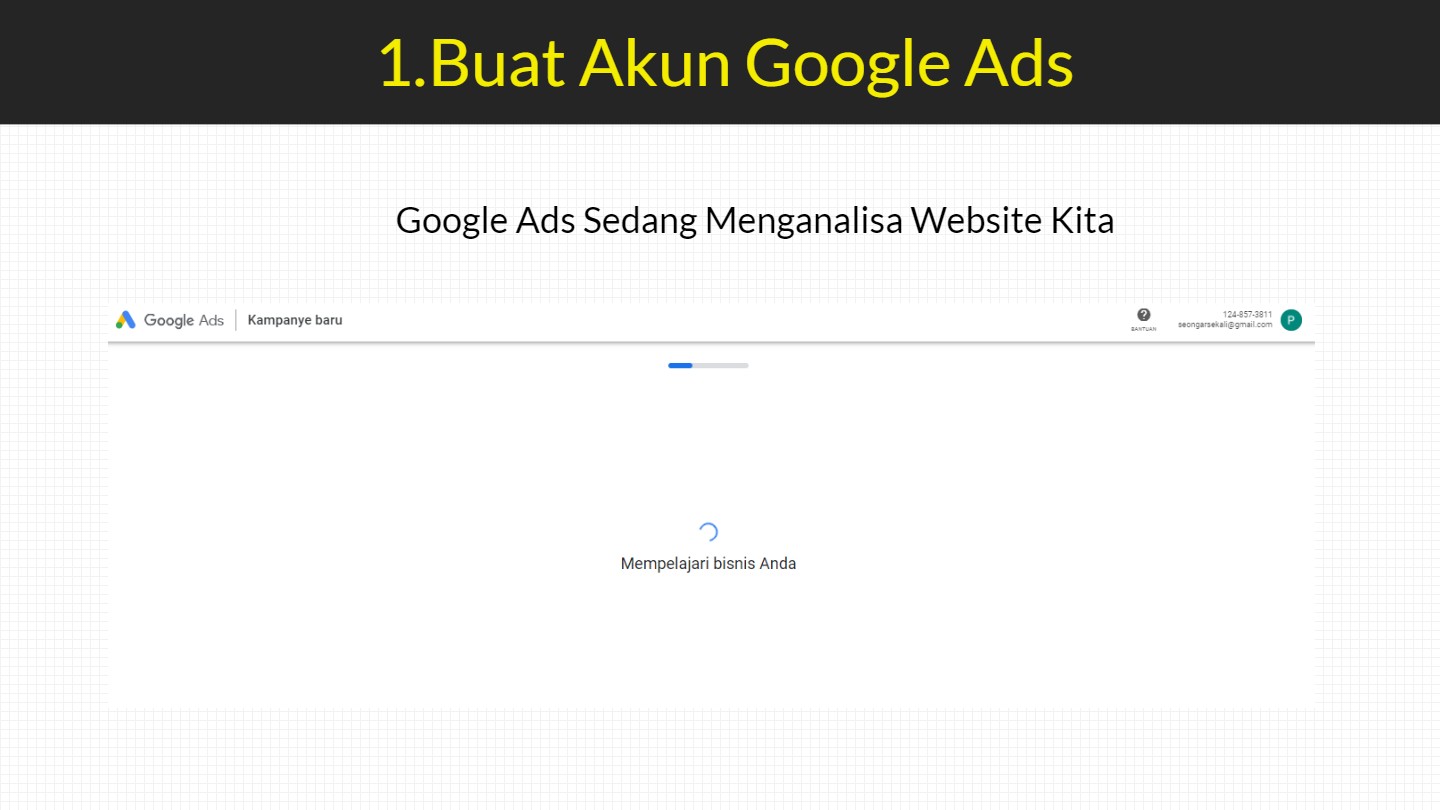 1.Buat Akun Google Ads
Google Ads Sedang Menganalisa Website Kita
Google Ads
Kampanye baru
BANTUAN
124-857-3811
seongarsekali@gmail.com
P
Mempelajari bisnis Anda